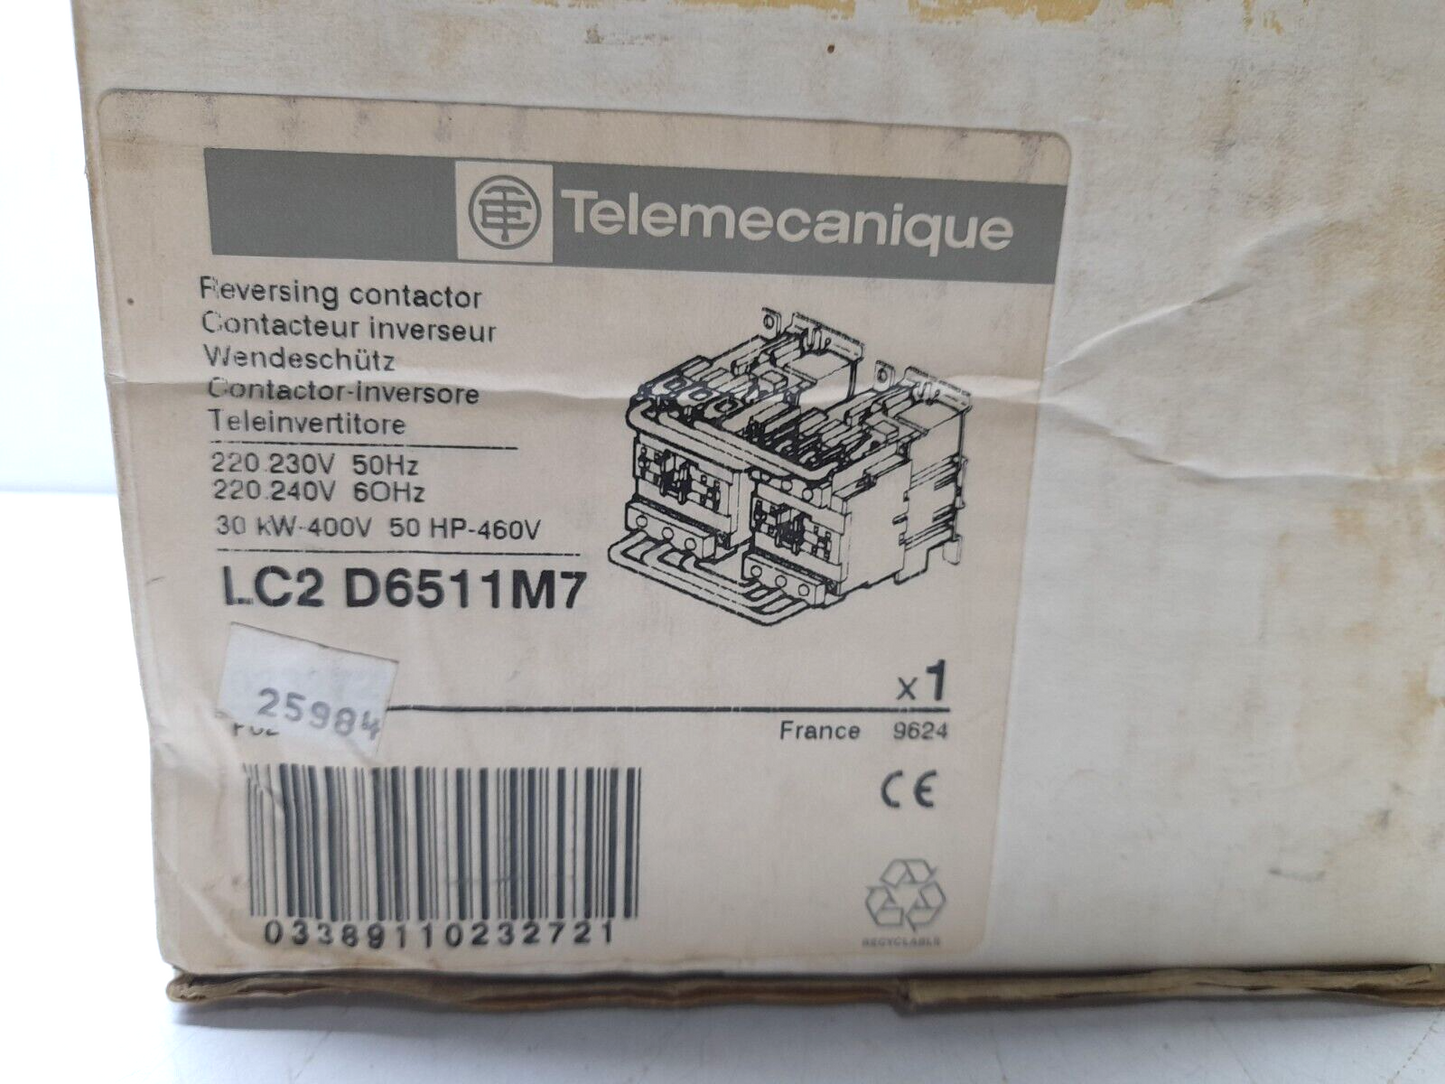 Telemecanique
Reversing contactor
Contacteur inverseur
Wendeschütz
Contactor-inversore
Teleinvertitore
220.230V 50Hz
220.240V 60Hz
30 kW-400V 50 HP-460V
LC2 D6511M7
x1
25984
France 9624
CE
03389110232721
RECYCLABLE